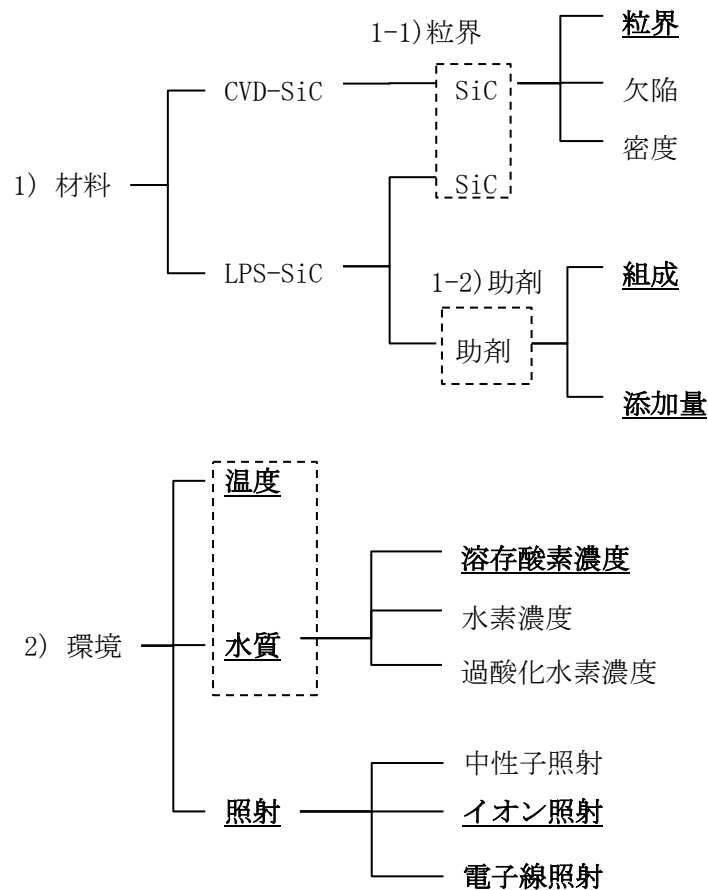 1-1)粒界
粒界
CVD-SiC
SiC
欠陥
密度
1) 材料
SiC
LPS-SiC
1-2)助剤
組成
助剤
添加量
温度
溶存酸素濃度
水素濃度
2) 環境
水質
過酸化水素濃度
中性子照射
照射
イオン照射
電子線照射